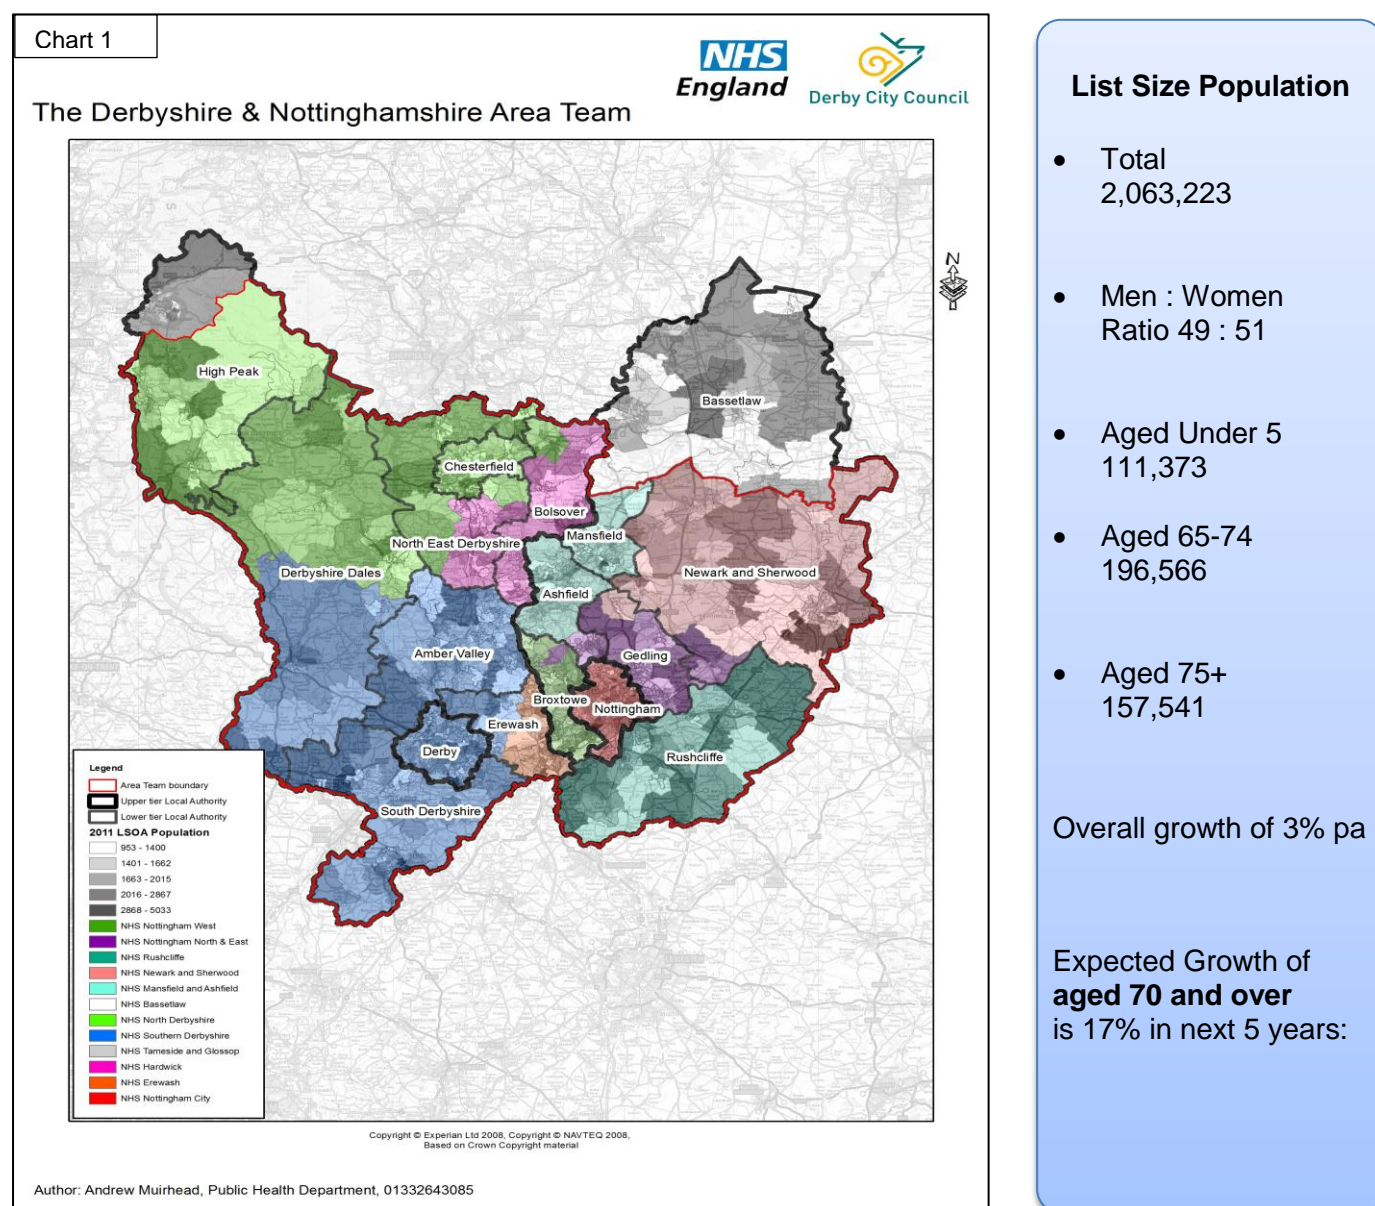 Chart 1
NHS
England
Derby City Council
The Derbyshire & Nottinghamshire Area Team
N
High Peak
Bassetlaw
Chesterfield
Bolsover
Mansfield
North East Derbyshire
Derbyshire Dales
Newark and Sherwood
Ashfield
Amber Valley
Gedling
Broxtowe
Nottingham
Erewash
Derby
Rushcliffe
South Derbyshire
Legend
Area Team boundary
Upper tier Local Authority
Lower tier Local Authority
2011 LSOA Population
953 - 1400
1401 - 1662
1663 - 2015
2016 - 2867
2868 - 5033
NHS Nottingham West
NHS Nottingham North & East
NHS Rushcliffe
NHS Newark and Sherwood
NHS Mansfield and Ashfield
NHS Bassetlaw
NHS North Derbyshire
NHS Southern Derbyshire
NHS Tameside and Glossop
NHS Hardwick
NHS Erewash
NHS Nottingham City
Copyright © Experian Ltd 2008, Copyright © NAVTEQ 2008,
Based on Crown Copyright material
Author: Andrew Muirhead, Public Health Department, 01332643085
List Size Population
• Total
2,063,223
• Men : Women
Ratio 49 : 51
• Aged Under 5
111,373
• Aged 65-74
196,566
• Aged 75+
157,541
Overall growth of 3% pa
Expected Growth of
aged 70 and over
is 17% in next 5 years: